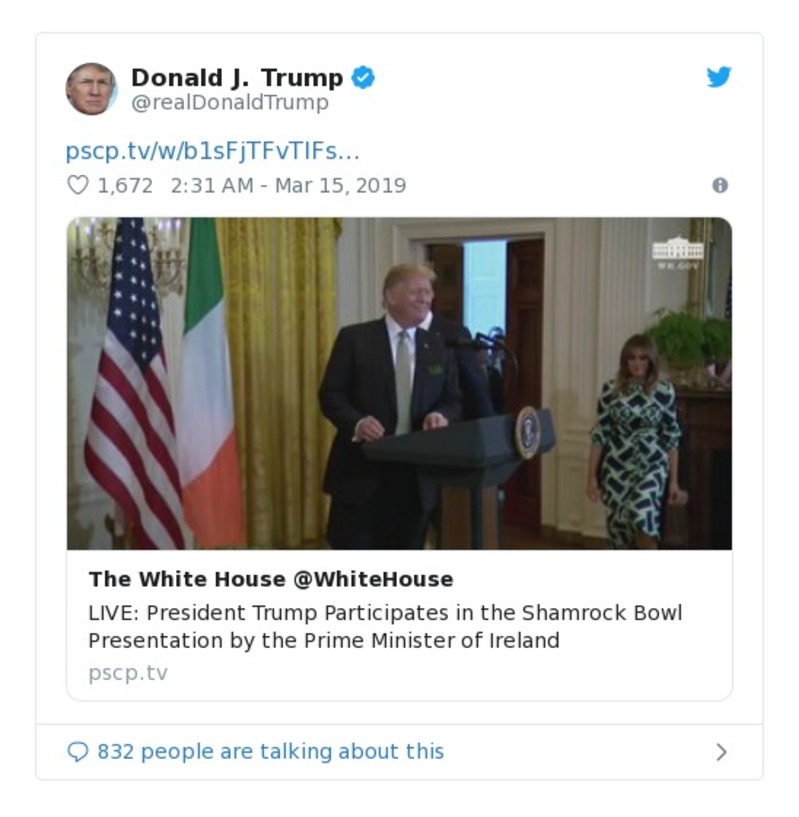 Donald J. Trump
@realDonaldTrump
pscp.tv/w/b1sFjTFvTlFs…
1,672 2:31 AM - Mar 15, 2019
WH.GOV
The White House @WhiteHouse
LIVE: President Trump Participates in the Shamrock Bowl
Presentation by the Prime Minister of Ireland
pscp.tv
832 people are talking about this